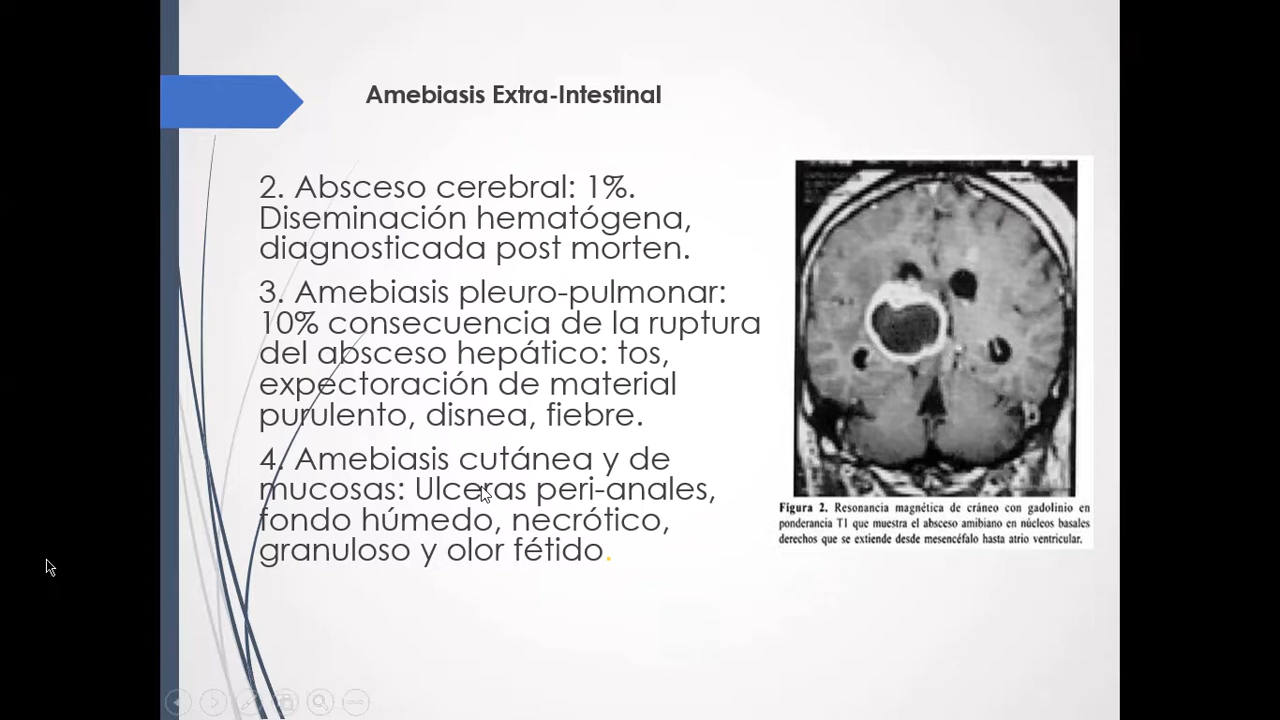 Amebiasis Extra-Intestinal
2. Absceso cerebral: 1%.
Diseminación hematógena,
diagnosticada post morten.
3. Amebiasis pleuro-pulmonar:
10% consecuencia de la ruptura
del absceso hepático: tos,
expectoración de material
purulento, disnea, fiebre.
4. Amebiasis cutánea y de
mucosas: Ulceras peri-anales,
fondo húmedo, necrótico,
granuloso y olor fétido.
Figura 2. Resonancia magnética de cráneo con gadolinio en
ponderancia T1 que muestra el absceso amibiano en núcleos basales
derechos que se extiende desde mesencéfalo hasta atrio ventricular.